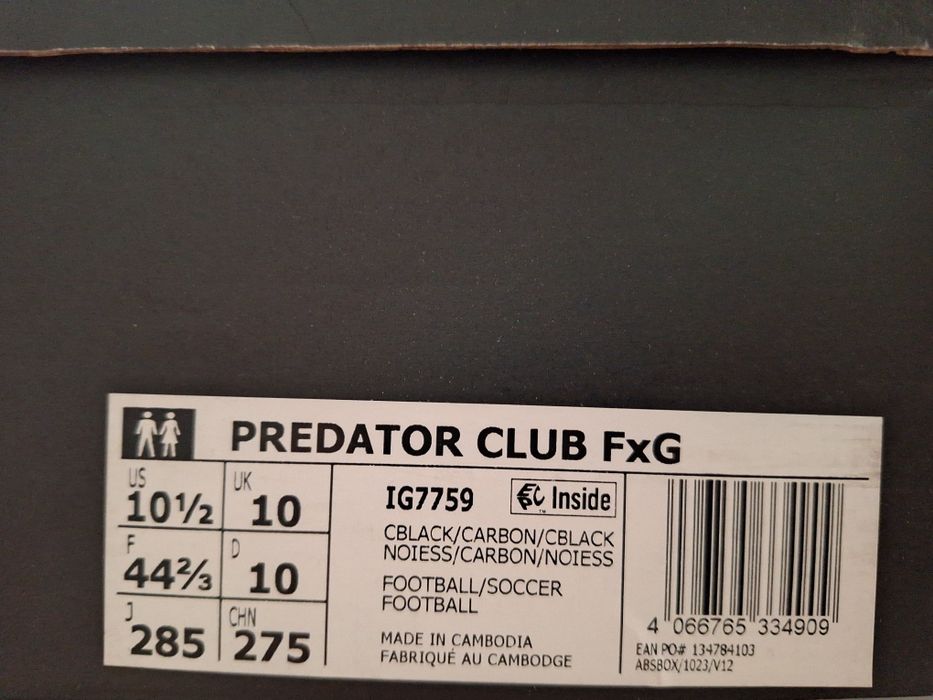 PREDATOR CLUB FxG
US 10½ UK 10
F 44⅔ D 10
J 285 CHN 275
IG7759 EPC Inside
™
CBLACK/CARBON/CBLACK
NOIESS/CARBON/NOIESS
FOOTBALL/SOCCER
FOOTBALL
MADE IN CAMBODIA
FABRIQUÉ AU CAMBODGE
4 066765 334909
EAN PO# 134784103
ABSBOX/1023/V12